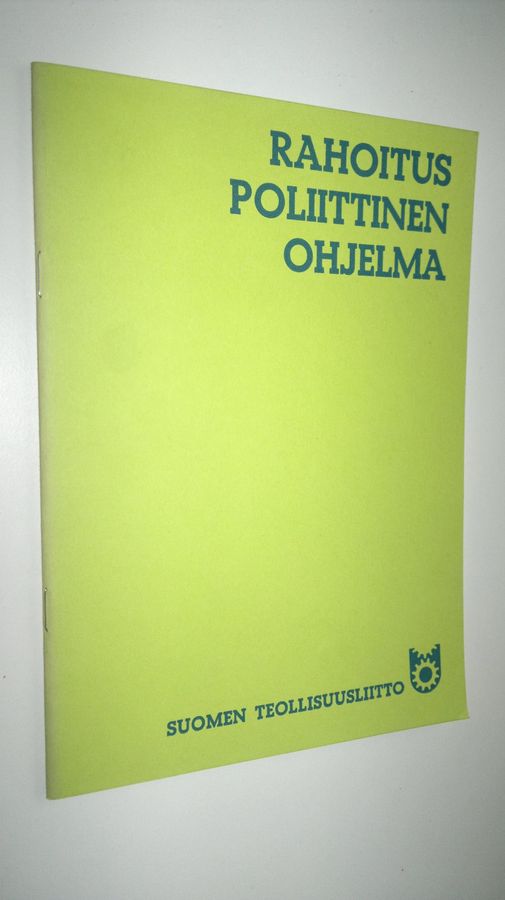 RAHOITUS
POLIITTINEN
OHJELMA
SUOMEN TEOLLISUUSLIITTO